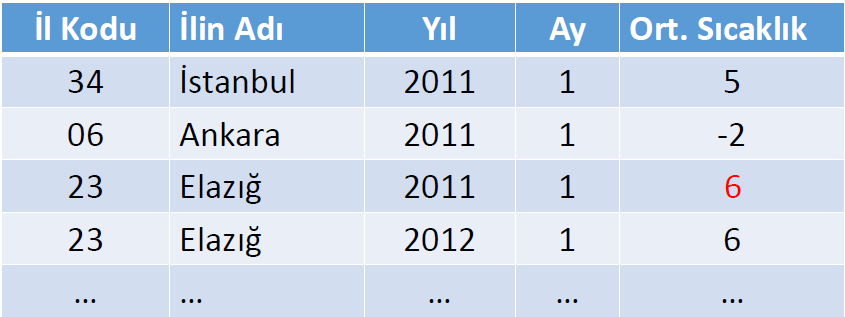 İl Kodu İlin Adı Yıl Ay Ort. Sıcaklık
34 İstanbul 2011 1 5
06 Ankara 2011 1 -2
23 Elazığ 2011 1 6
23 Elazığ 2012 1 6
... ... ... ... ...